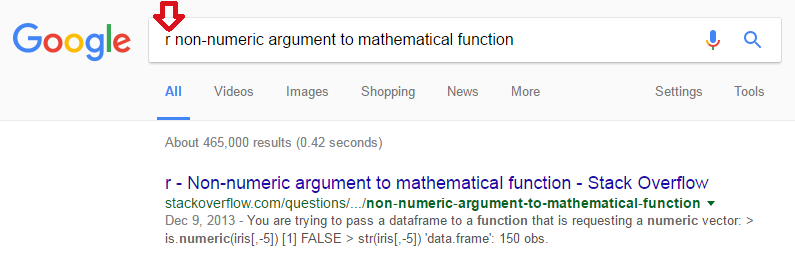 Google
r non-numeric argument to mathematical function
All Videos Images Shopping News More Settings Tools
About 465,000 results (0.42 seconds)
r - Non-numeric argument to mathematical function - Stack Overflow
stackoverflow.com/questions/.../non-numeric-argument-to-mathematical-function
Dec 9, 2013 - You are trying to pass a dataframe to a function that is requesting a numeric vector: >
is.numeric(iris[,-5]) [1] FALSE > str(iris[,-5]) 'data.frame': 150 obs.